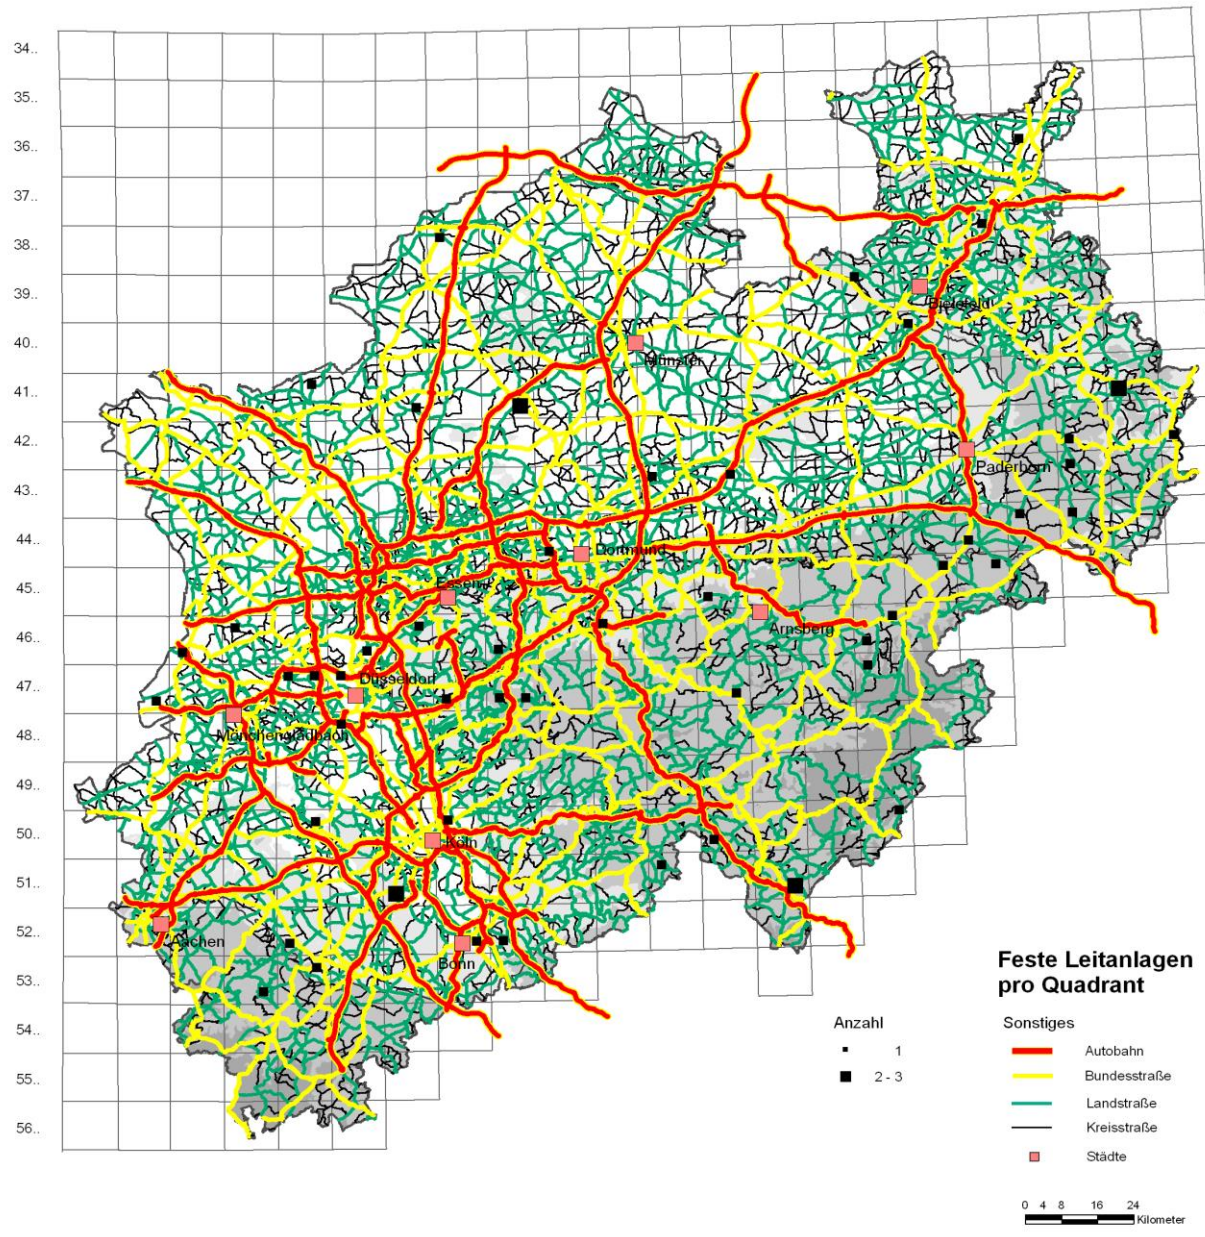 34..
35..
36..
37..
38..
39..
40..
41..
42..
43..
44..
45..
46..
47..
48..
49..
50..
51..
52..
53..
54..
55..
56..
Bielefeld
Münster
Paderborn
Dortmund
Essen
Arnsberg
Düsseldorf
Mönchengladbach
Köln
Aachen
Bonn
Feste Leitanlagen
pro Quadrant
Anzahl
1
2 - 3
Sonstiges
Autobahn
Bundesstraße
Landstraße
Kreisstraße
Städte
0 4 8 16 24
Kilometer